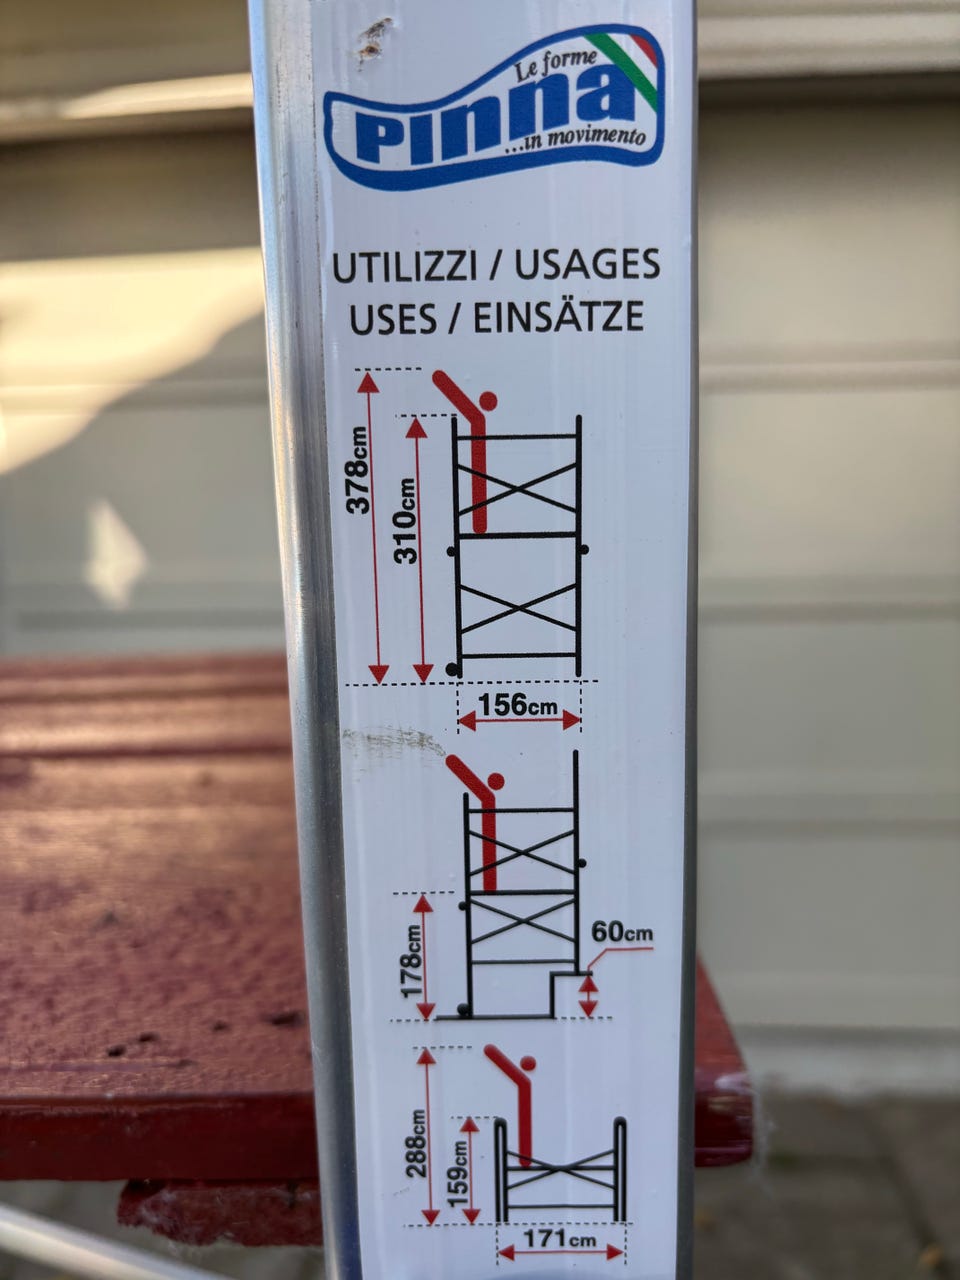 Le forme
PInna
...in movimento
UTILIZZI / USAGES
USES / EINSÄTZE
378cm
310cm
156cm
178cm
60cm
288cm
159cm
171cm